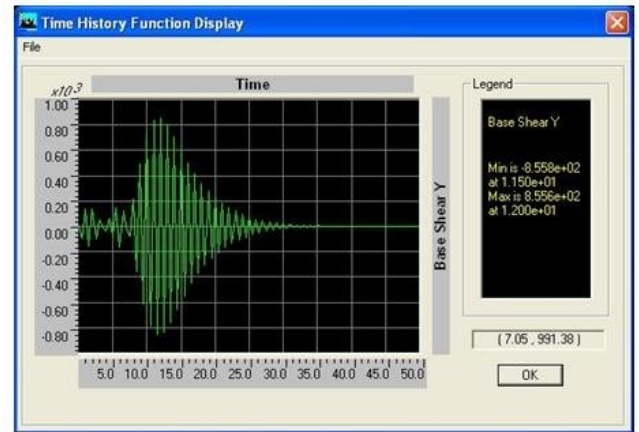 Time History Function Display
File
x10 3
Time
1.00
0.80
0.60
0.40
0.20
0.00
-0.20
-0.40
-0.60
-0.80
5.0 10.0 15.0 20.0 25.0 30.0 35.0 40.0 45.0 50.0
Base Shear Y
Legend
Base Shear Y
Min is -8.558e+02
at 1.150e+01
Max is 8.556e+02
at 1.200e+01
( 7.05 , 991.38 )
OK